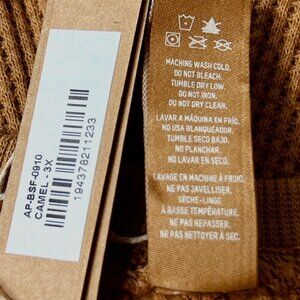 AP-BSF-0910
CAMEL - 3X
194378211233
MACHINE WASH COLD.
DO NOT BLEACH.
TUMBLE DRY LOW.
DO NOT IRON.
DO NOT DRY CLEAR.
LAVAR A MÁQUINA EN FRÍO.
NO USA BLANQUEADOR.
TUMBLE SECO BAJO.
NO PLANCHAR.
NO LAVAR EN SECO.
LAVAGE EN MACHINE À FROID.
NE PAS JAVELLISER.
SÈCHE-LINGE
À BASSE TEMPÉRATURE.
NE PAS REPASSER.
NE PAS NETTOYER À SEC.